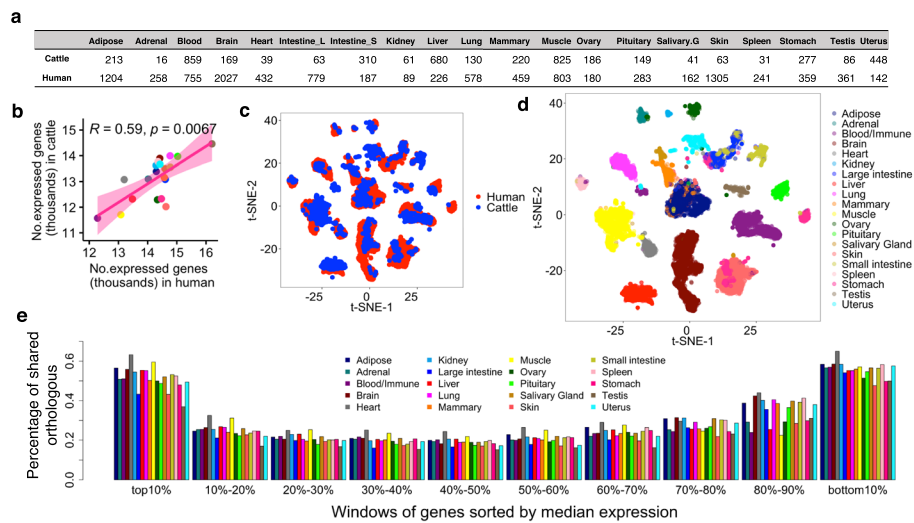 a
Adipose Adrenal Blood Brain Heart Intestine_L Intestine_S Kidney Liver Lung Mammary Muscle Ovary Pituitary Salivary.G Skin Spleen Stomach Testis Uterus
Cattle 213 16 859 169 39 63 310 61 680 130 220 825 186 149 41 63 31 277 86 448
Human 1204 258 755 2027 432 779 187 89 226 578 459 803 180 283 162 1305 241 359 361 142
b
R = 0.59, p = 0.0067
No.expressed genes
(thousands) in cattle
15
14
13
12
11
12 13 14 15 16
No.expressed genes
(thousands) in human
c
t-SNE-2
40
20
0
-20
-25 0 25
t-SNE-1
Human
Cattle
d
t-SNE-2
40
20
0
-20
-25 0 25
t-SNE-1
Adipose
Adrenal
Blood/Immune
Brain
Heart
Kidney
Large intestine
Liver
Lung
Mammary
Muscle
Ovary
Pituitary
Salivary Gland
Skin
Small intestine
Spleen
Stomach
Testis
Uterus
e
Percentage of shared
orthologous
0.6
0.4
0.2
0.0
Adipose Kidney Muscle Small intestine
Adrenal Large intestine Ovary Spleen
Blood/Immune Liver Pituitary Stomach
Brain Lung Salivary Gland Testis
Heart Mammary Skin Uterus
top10% 10%-20% 20%-30% 30%-40% 40%-50% 50%-60% 60%-70% 70%-80% 80%-90% bottom10%
Windows of genes sorted by median expression